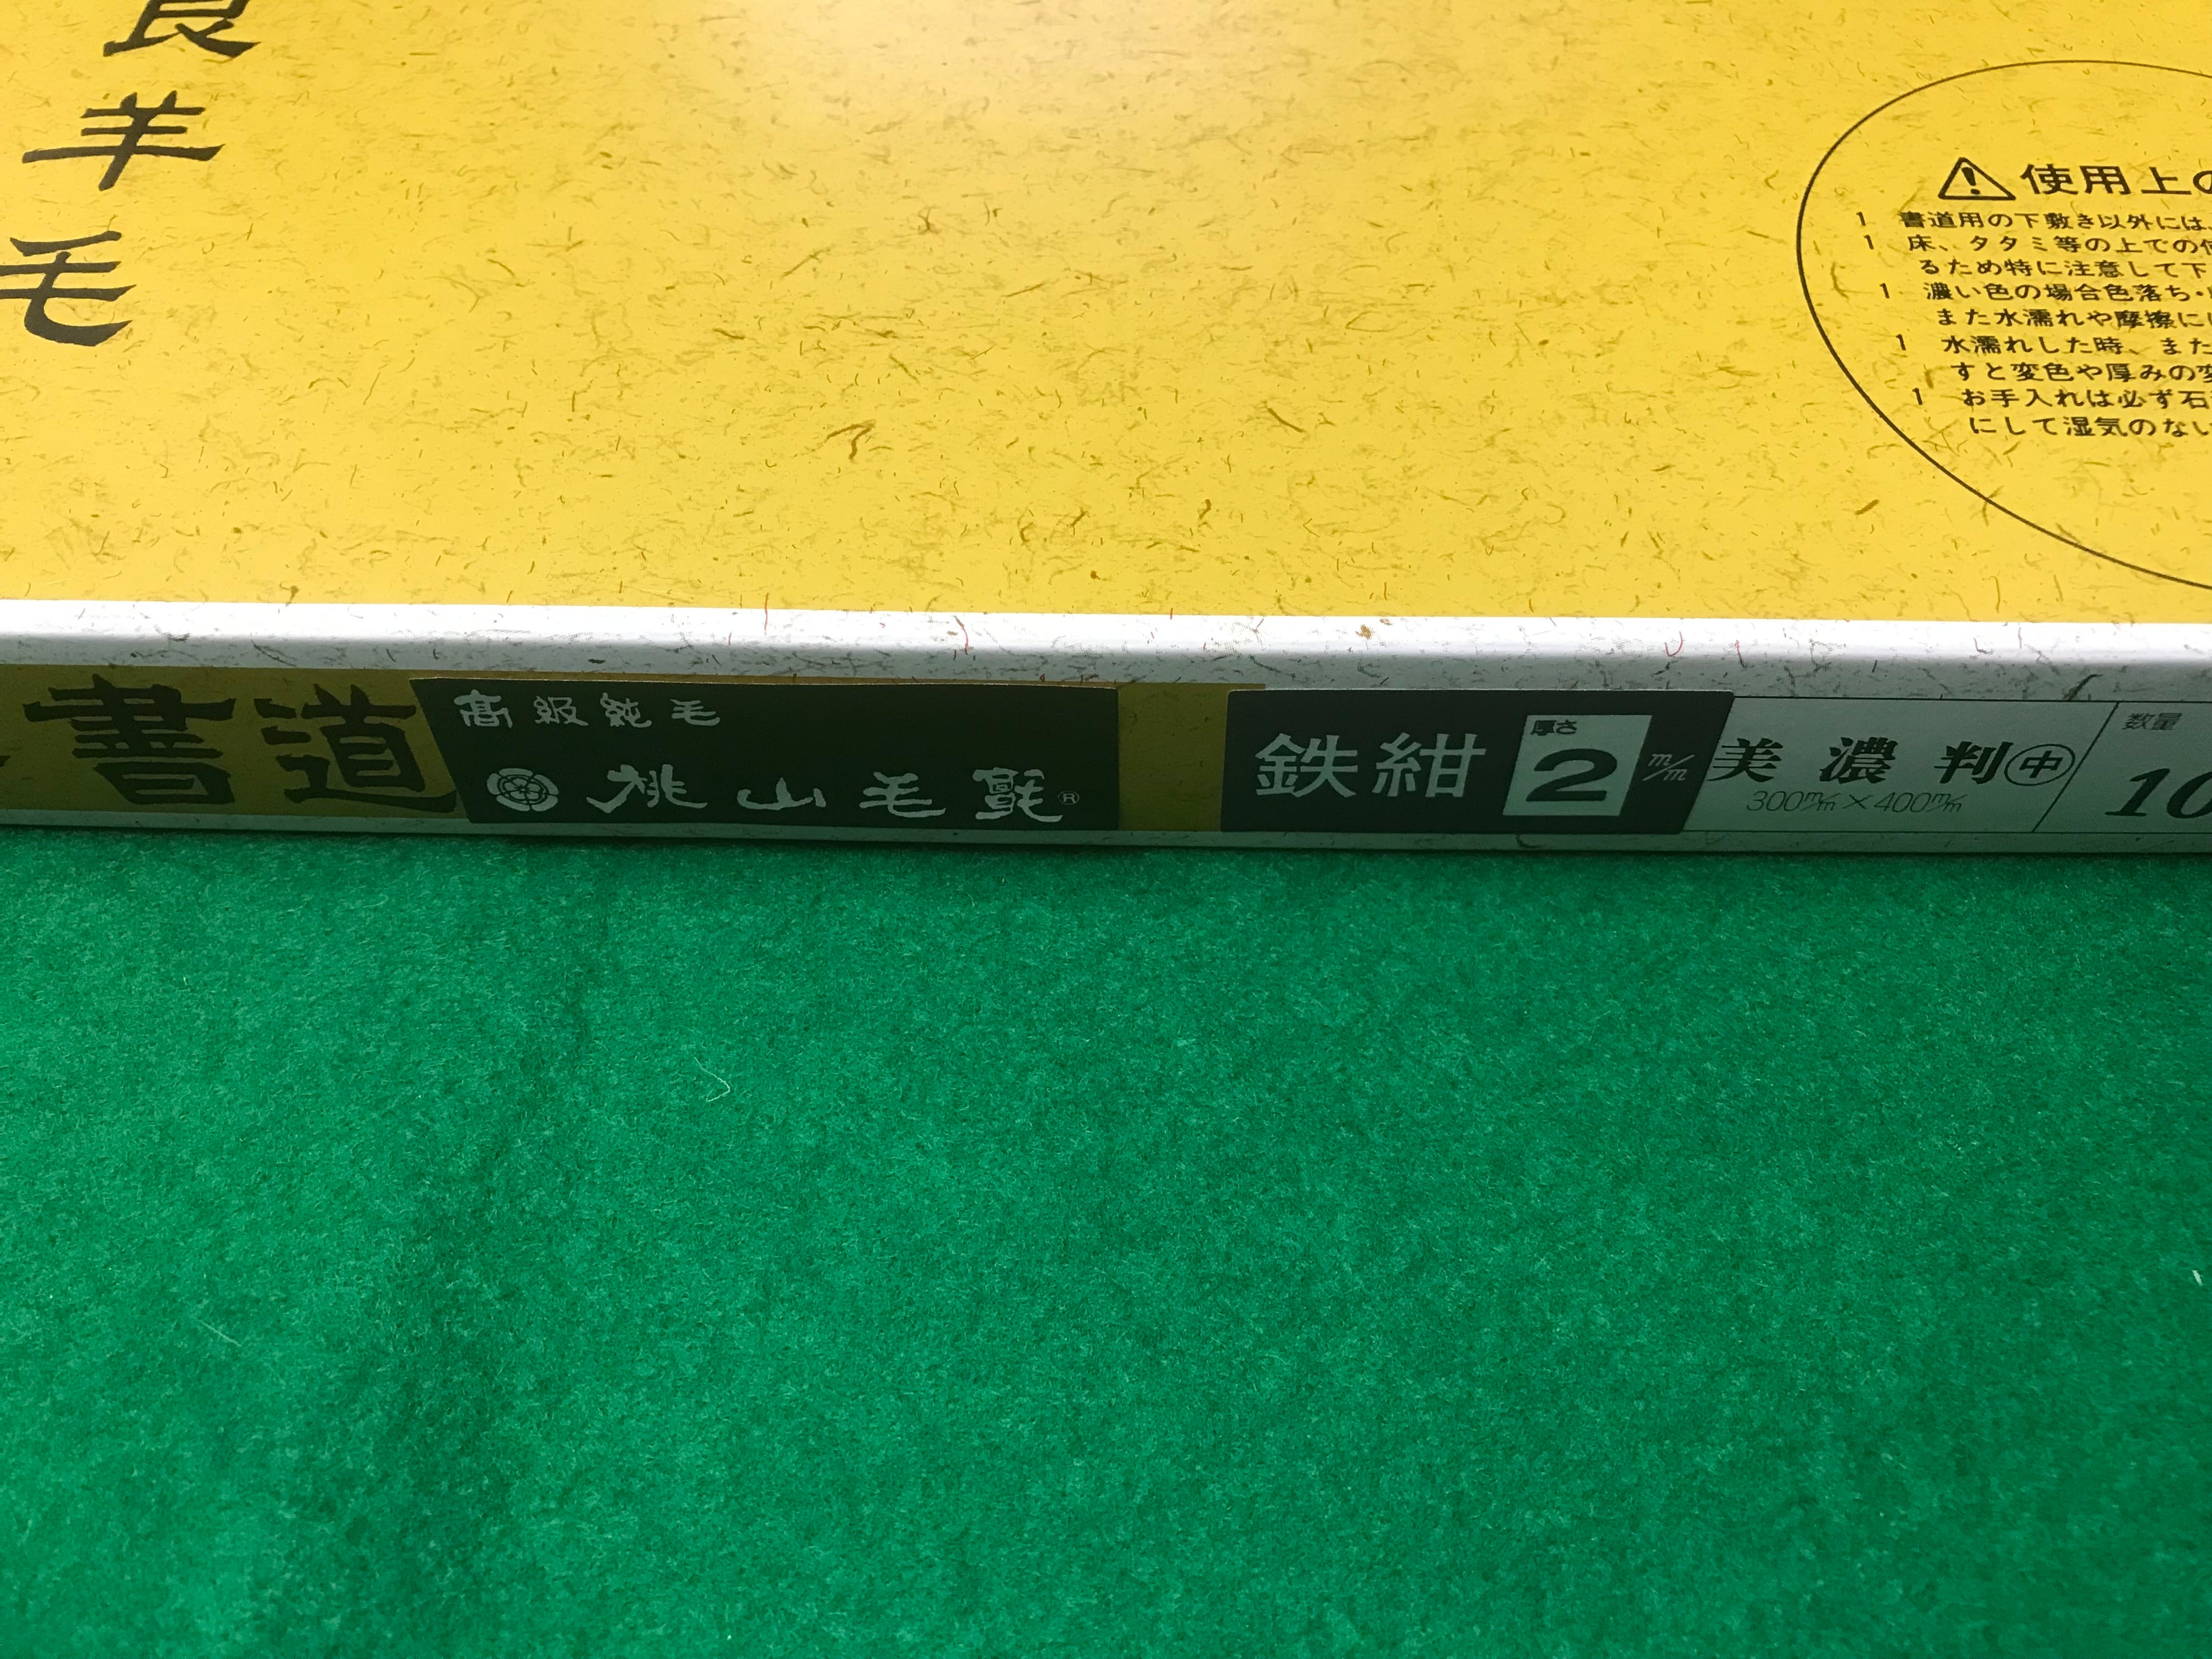 良羊毛
使用上の
1 書道用の下敷き以外には
1 床、タタミ等の上での使
るため特に注意して下
1 濃い色の場合色落ち・
また水濡れや摩擦に
1 水濡れした時、また
すと変色や厚みの変
1 お手入れは必ず石
にして湿気のない
書道
高級純毛
桃山毛氈®
鉄紺
厚さ
2 m/m
美濃判㊥
300m/m×400m/m
数量
10